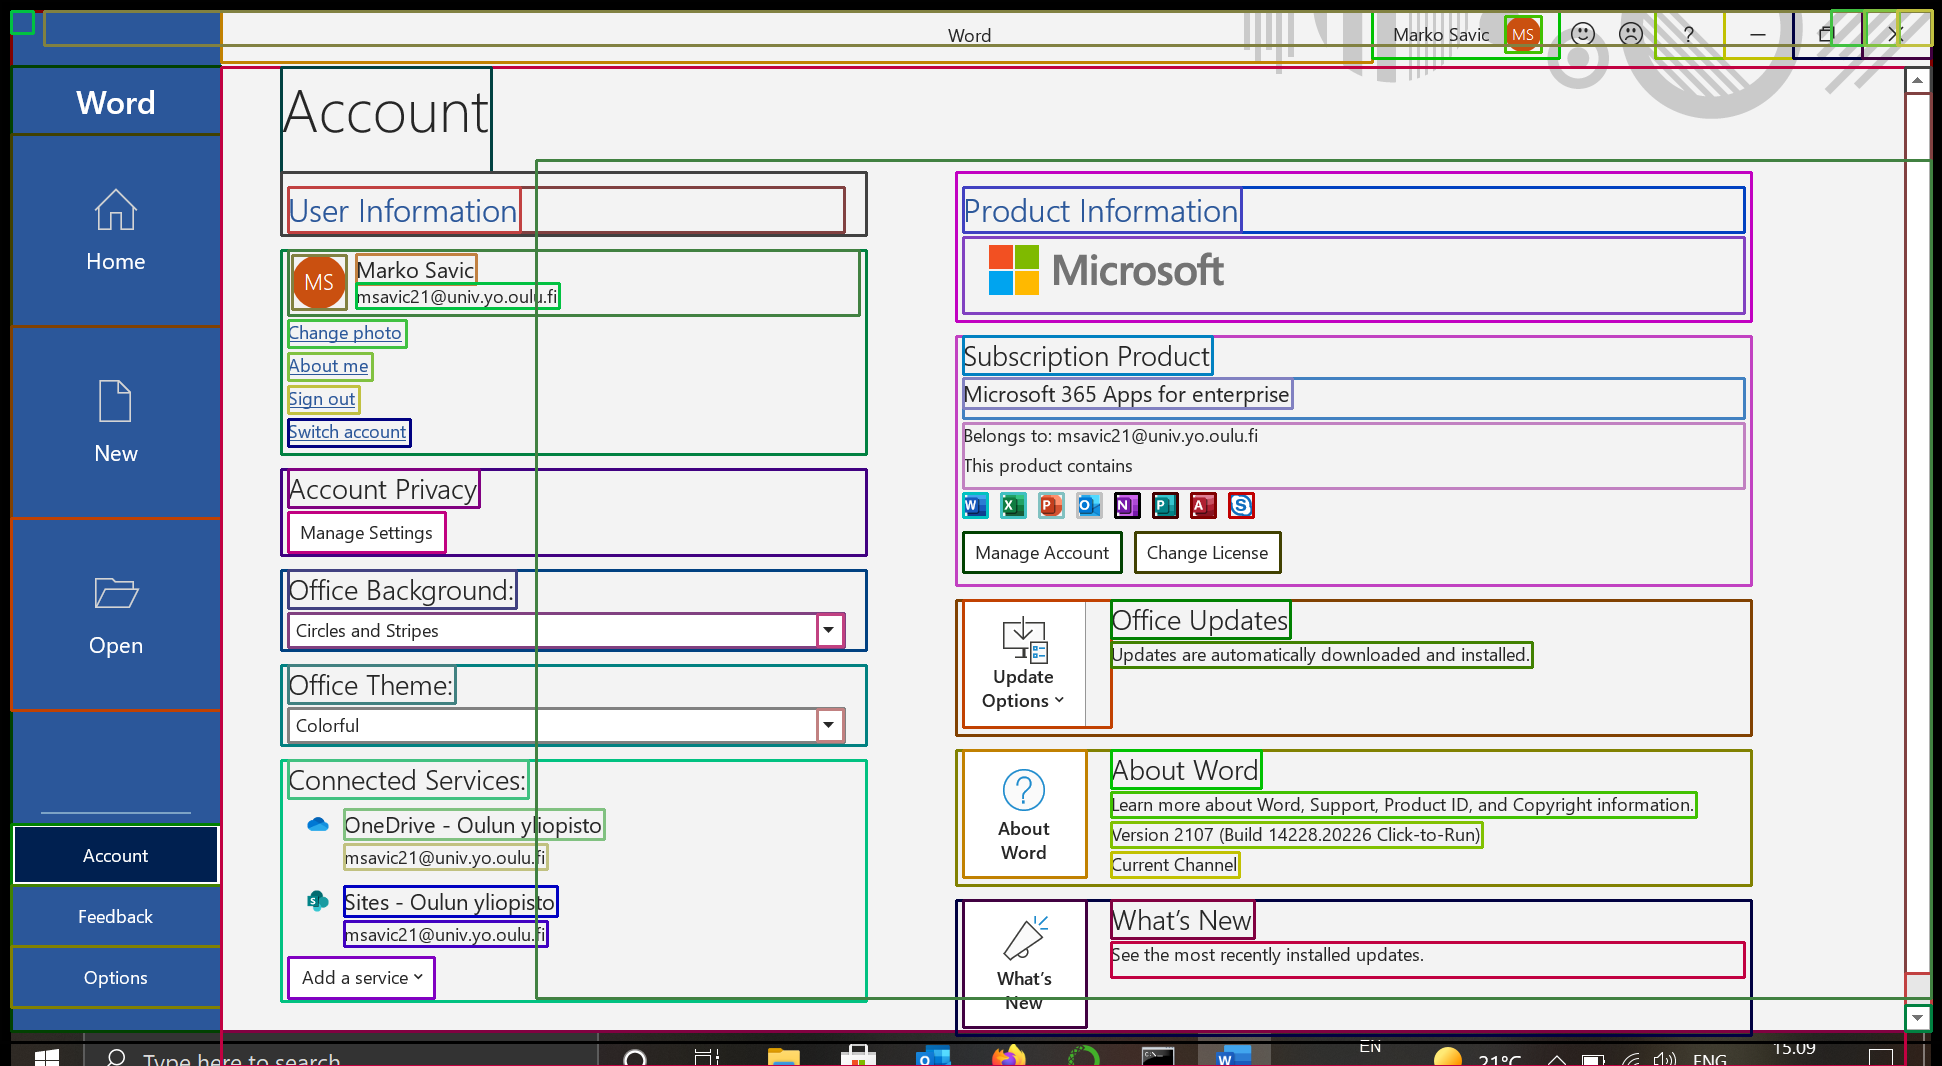 Word
Marko Savic MS ?
Word
Home
New
Open
Account
Feedback
Options
Account
User Information
MS
Marko Savic
msavic21@univ.yo.oulu.fi
Change photo
About me
Sign out
Switch account
Account Privacy
Manage Settings
Office Background:
Circles and Stripes
Office Theme:
Colorful
Connected Services:
OneDrive - Oulun yliopisto
msavic21@univ.yo.oulu.fi
S
Sites - Oulun yliopisto
msavic21@univ.yo.oulu.fi
Add a service
Product Information
Microsoft
Subscription Product
Microsoft 365 Apps for enterprise
Belongs to: msavic21@univ.yo.oulu.fi
This product contains
W X P O N P A S
Manage Account
Change License
Update
Options
Office Updates
Updates are automatically downloaded and installed.
About
Word
About Word
Learn more about Word, Support, Product ID, and Copyright information.
Version 2107 (Build 14228.20226 Click-to-Run)
Current Channel
What's
New
What's New
See the most recently installed updates.
Type here to search
EN
21°C
ENG
15.09